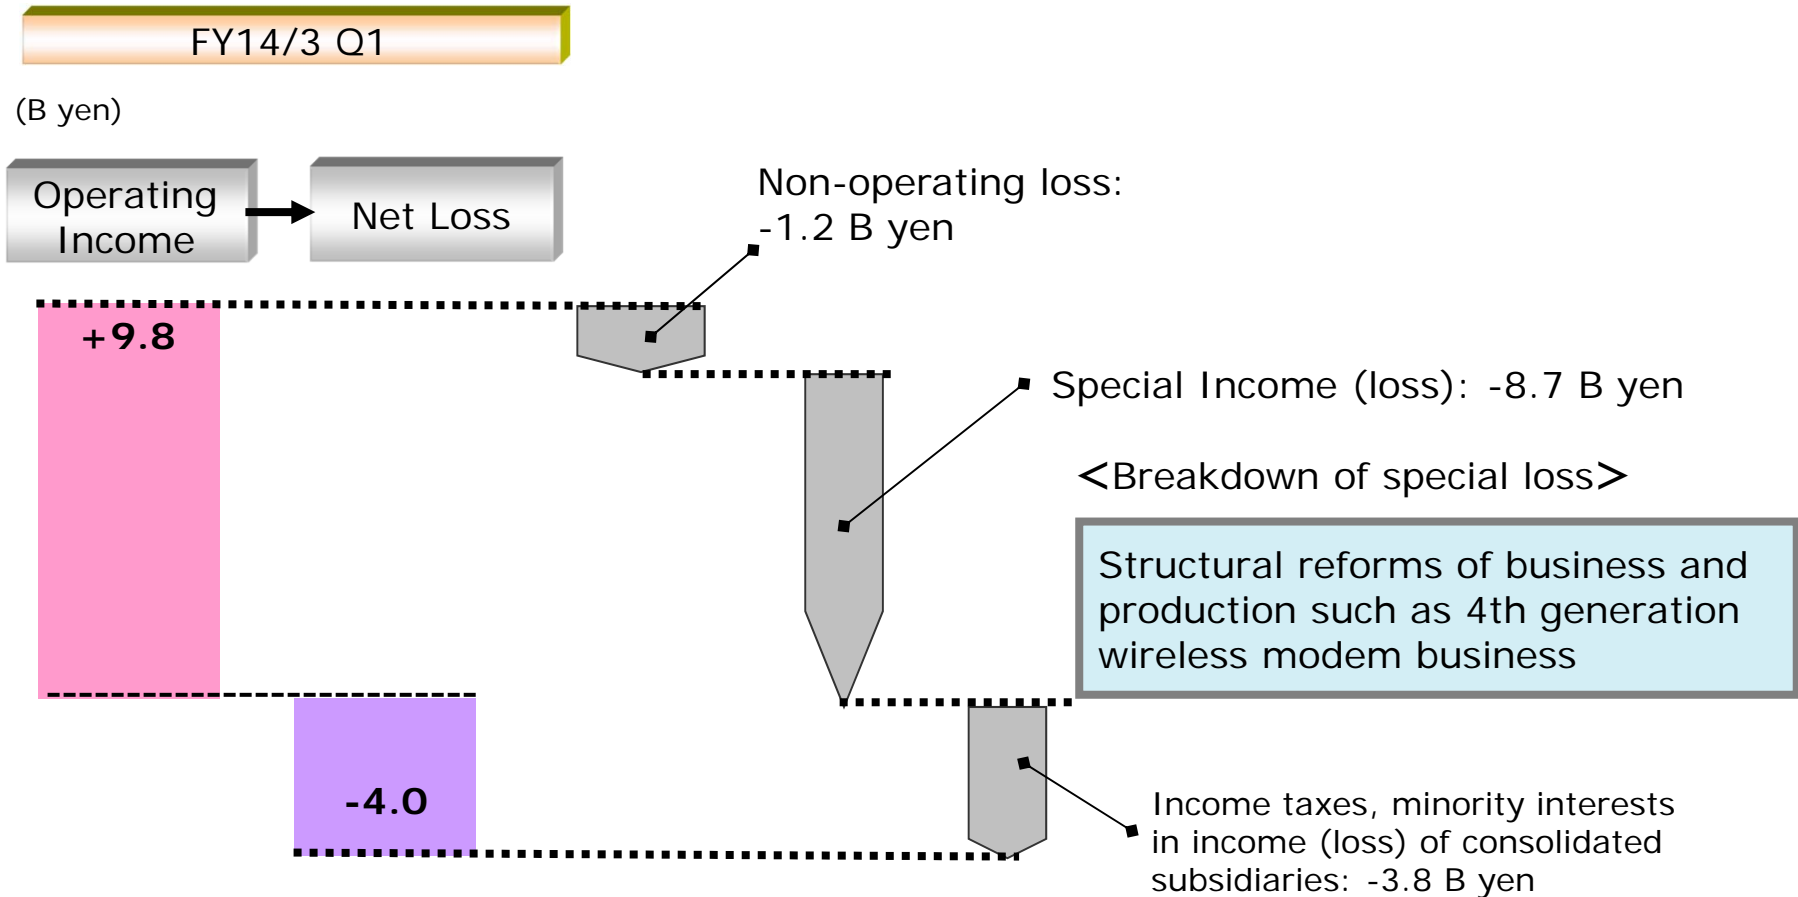 FY14/3 Q1
(B yen)
Operating
Income
Net Loss
Non-operating loss:
-1.2 B yen
+9.8
Special Income (loss): -8.7 B yen
<Breakdown of special loss>
Structural reforms of business and
production such as 4th generation
wireless modem business
-4.0
Income taxes, minority interests
in income (loss) of consolidated
subsidiaries: -3.8 B yen